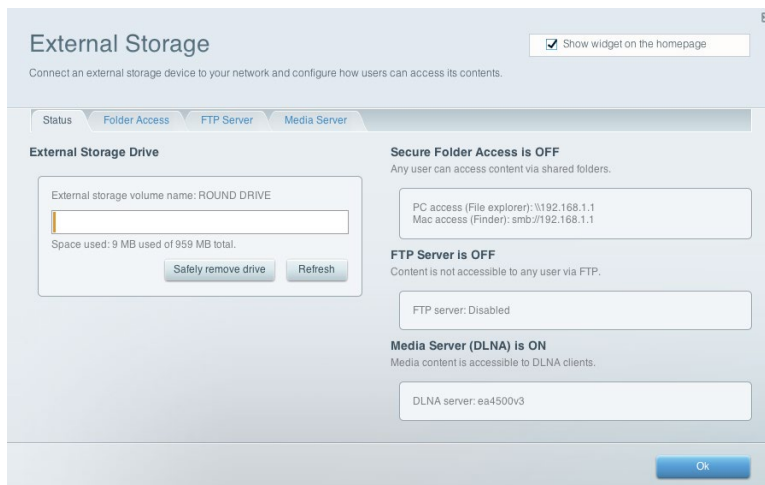 External Storage
Show widget on the homepage
Connect an external storage device to your network and configure how users can access its contents.
Status
Folder Access
FTP Server
Media Server
External Storage Drive
External storage volume name: ROUND DRIVE
Space used: 9 MB used of 959 MB total.
Safely remove drive
Refresh
Secure Folder Access is OFF
Any user can access content via shared folders.
PC access (File explorer): \\192.168.1.1
Mac access (Finder): smb://192.168.1.1
FTP Server is OFF
Content is not accessible to any user via FTP.
FTP server: Disabled
Media Server (DLNA) is ON
Media content is accessible to DLNA clients.
DLNA server: ea4500v3
Ok